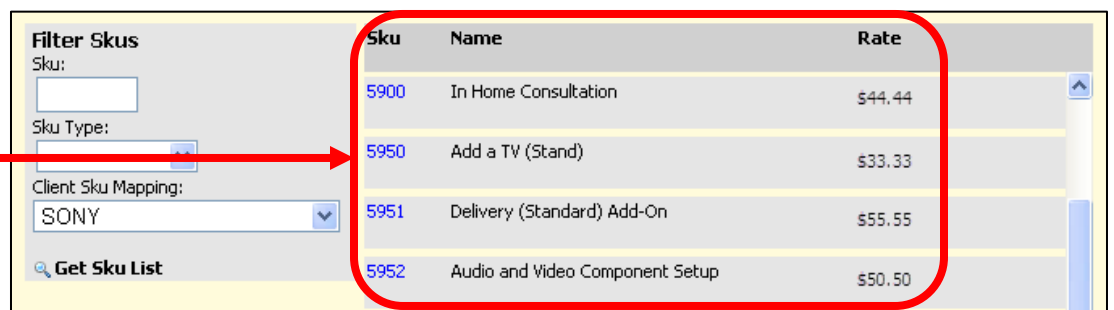 Filter Skus
Sku:
Sku Type:
Client Sku Mapping:
SONY
Get Sku List
Sku Name Rate
5900 In Home Consultation $44.44
5950 Add a TV (Stand) $33.33
5951 Delivery (Standard) Add-On $55.55
5952 Audio and Video Component Setup $50.50